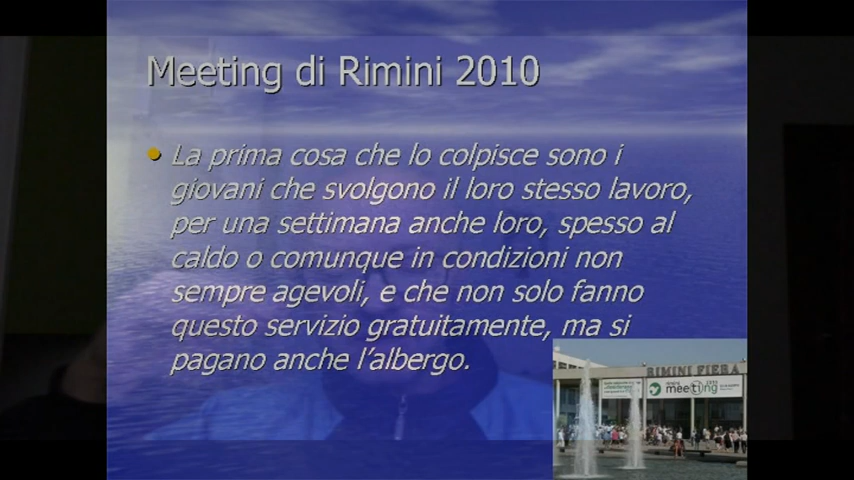 Meeting di Rimini 2010
La prima cosa che lo colpisce sono i
giovani che svolgono il loro stesso lavoro,
per una settimana anche loro, spesso al
caldo o comunque in condizioni non
sempre agevoli, e che non solo fanno
questo servizio gratuitamente, ma si
pagano anche l'albergo.
RIMINI FIERA
meeting